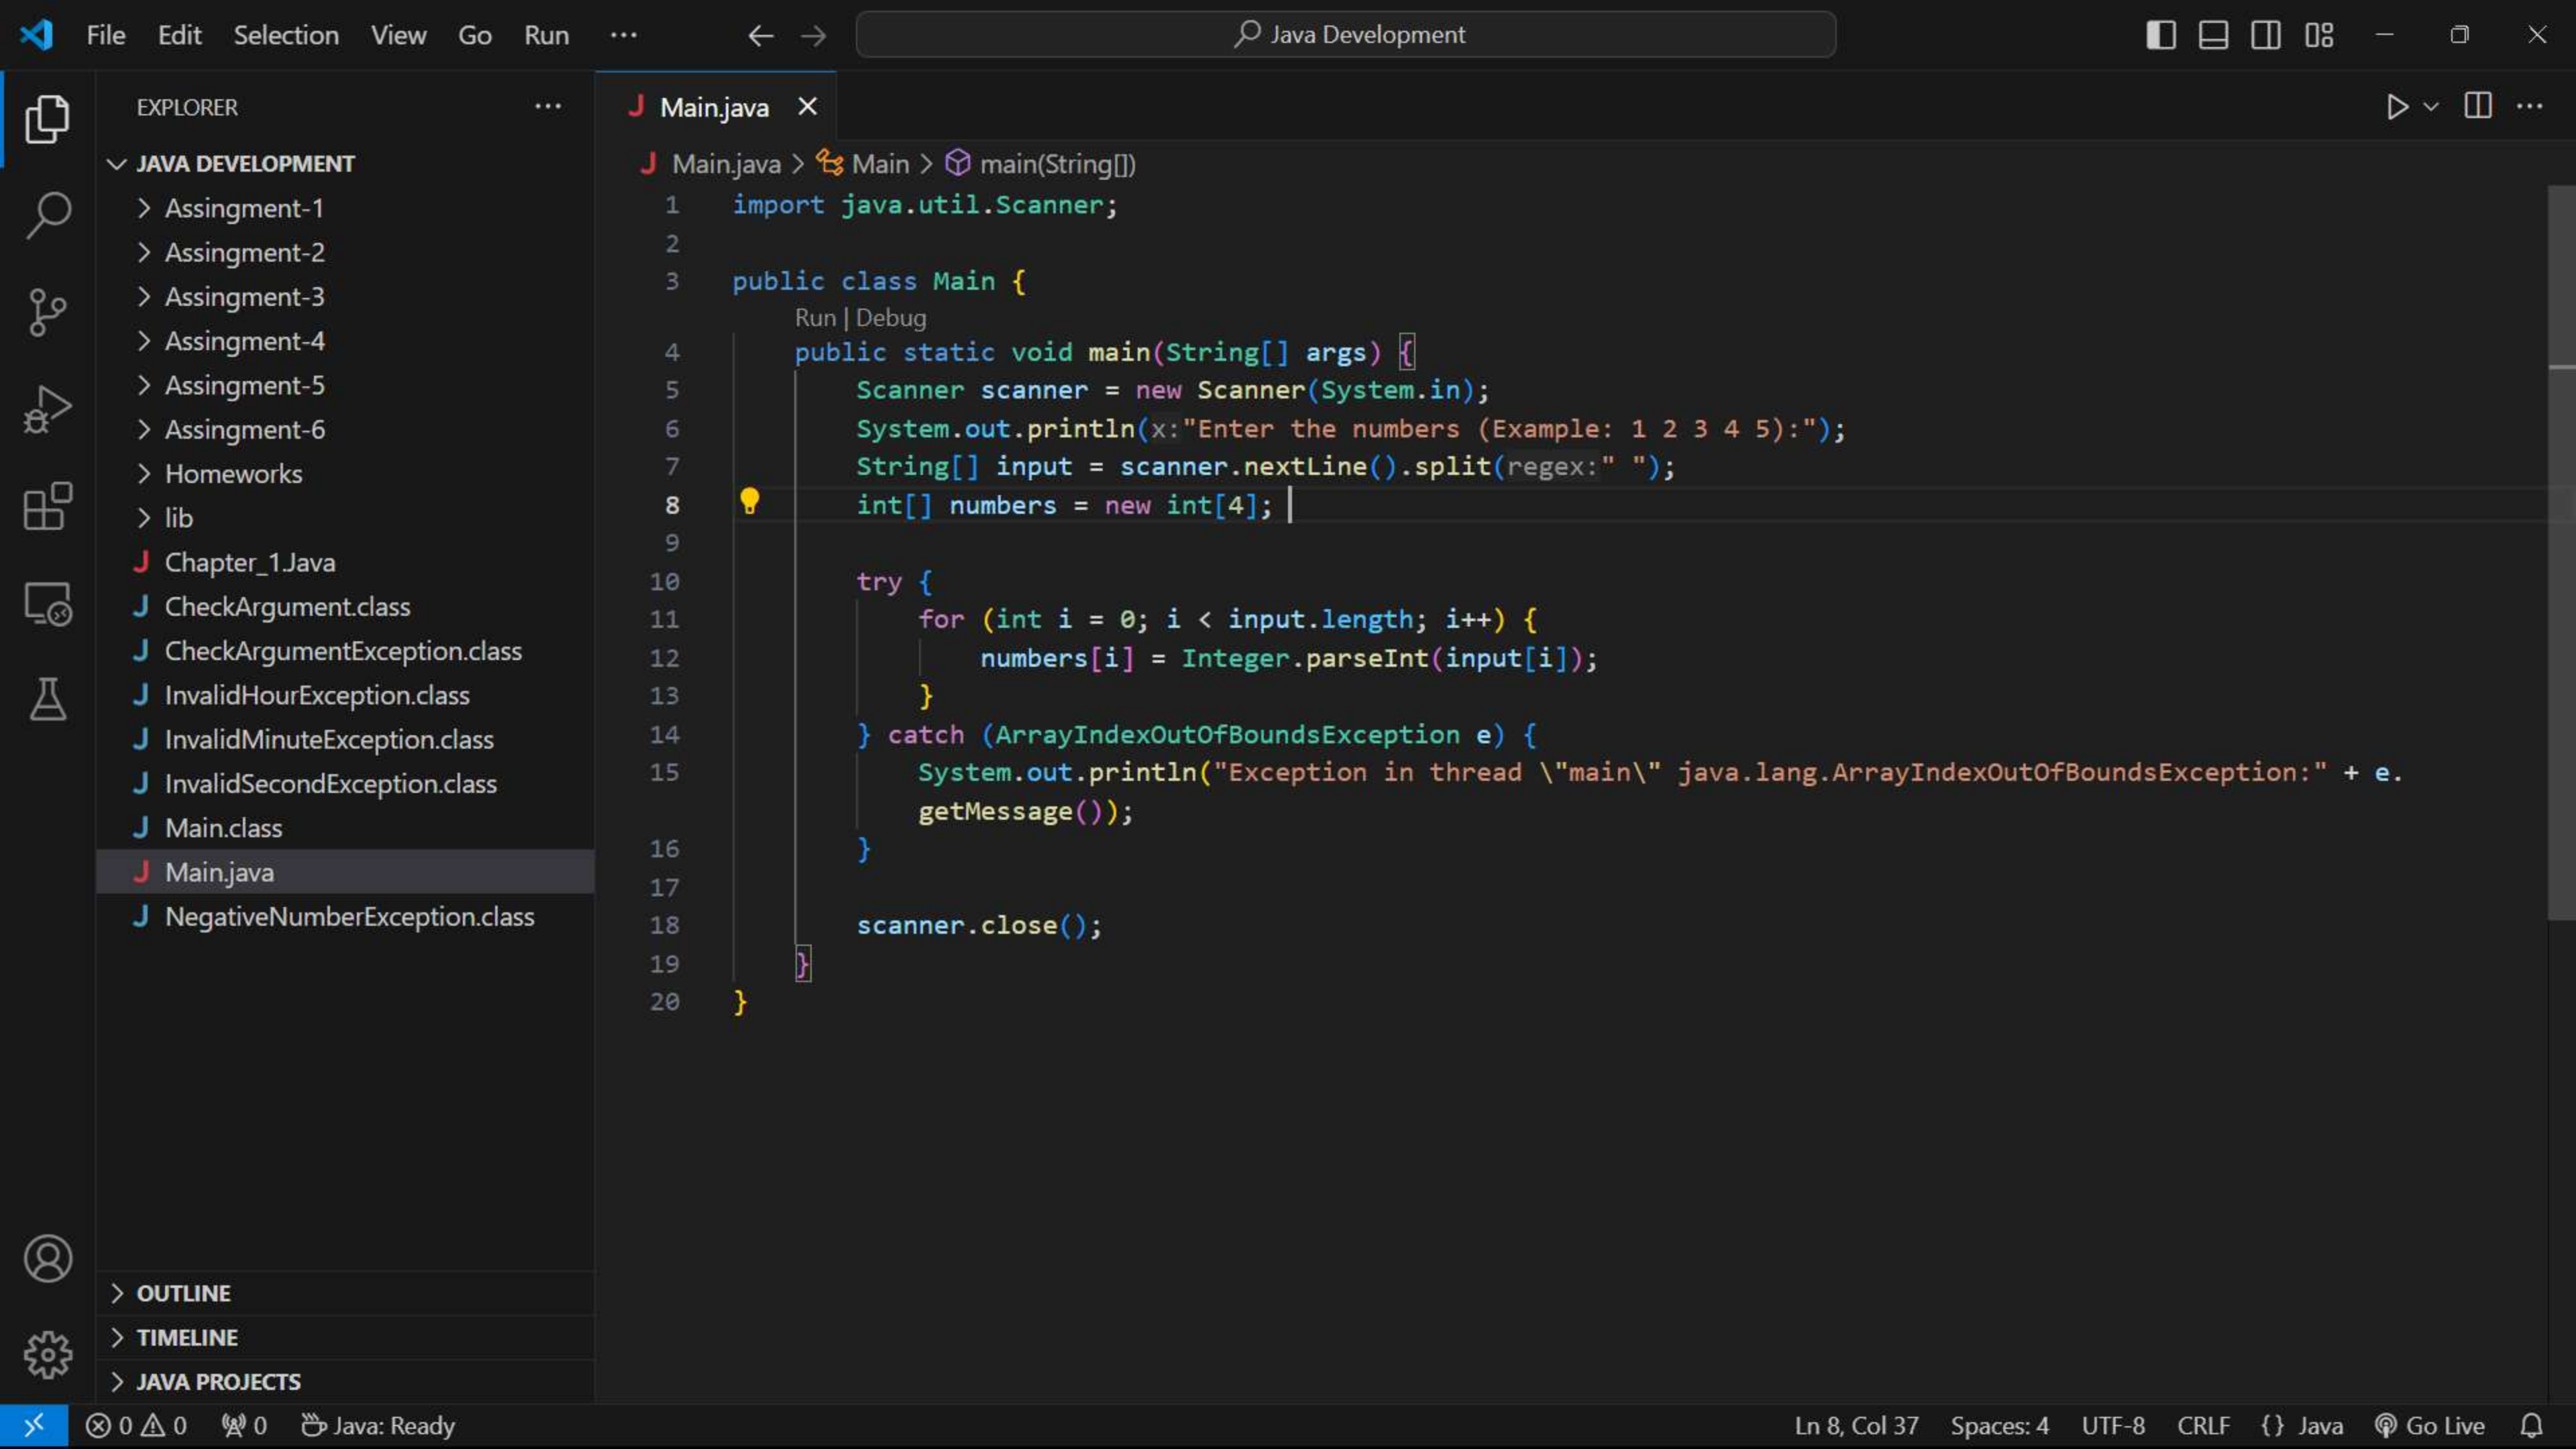 File Edit Selection View Go Run ... Java Development
EXPLORER ...
JAVA DEVELOPMENT
Assingment-1
Assingment-2
Assingment-3
Assingment-4
Assingment-5
Assingment-6
Homeworks
lib
Chapter_1.Java
CheckArgument.class
CheckArgumentException.class
InvalidHourException.class
InvalidMinuteException.class
InvalidSecondException.class
Main.class
Main.java
NegativeNumberException.class
OUTLINE
TIMELINE
JAVA PROJECTS
Main.java
Main.java > Main > main(String[])
1 import java.util.Scanner;
2
3 public class Main {
Run | Debug
4 public static void main(String[] args) {
5 Scanner scanner = new Scanner(System.in);
6 System.out.println(x:"Enter the numbers (Example: 1 2 3 4 5):");
7 String[] input = scanner.nextLine().split(regex:" ");
8 int[] numbers = new int[4];
9
10 try {
11 for (int i = 0; i < input.length; i++) {
12 numbers[i] = Integer.parseInt(input[i]);
13 }
14 } catch (ArrayIndexOutOfBoundsException e) {
15 System.out.println("Exception in thread \"main\" java.lang.ArrayIndexOutOfBoundsException:" + e.
getMessage());
16 }
17
18 scanner.close();
19 }
20 }
0 0 0 Java: Ready Ln 8, Col 37 Spaces: 4 UTF-8 CRLF {} Java Go Live